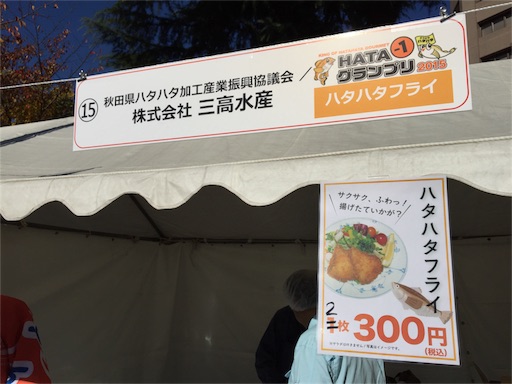 ⑮
秋田県ハタハタ加工産業振興協議会
株式会社 三高水産
HATA-1
グランプリ
2015
ハタハタフライ
ハタハタフライ
サクサク、ふわっ!
揚げたていかが?
2枚 300円
(税込)